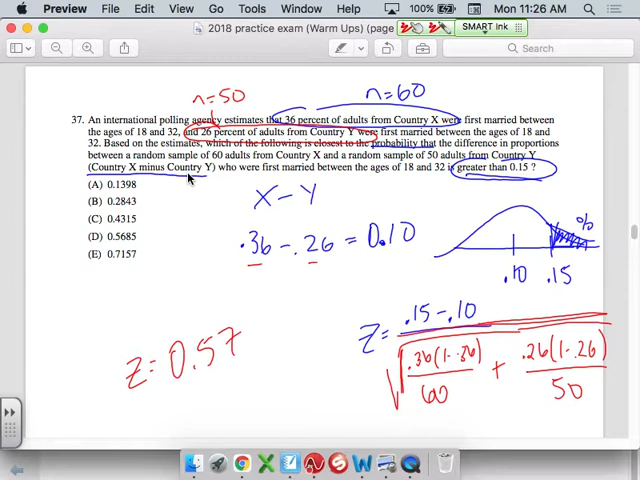 Preview File Edit View Go Tools Window Help 100% Mon 11:26 AM
2018 practice exam (Warm Ups) (page
SMART Ink
Search
n=50
n=60
37. An international polling agency estimates that 36 percent of adults from Country X were first married between
the ages of 18 and 32, and 26 percent of adults from Country Y were first married between the ages of 18 and
32. Based on the estimates, which of the following is closest to the probability that the difference in proportions
between a random sample of 60 adults from Country X and a random sample of 50 adults from Country Y
(Country X minus Country Y) who were first married between the ages of 18 and 32 is greater than 0.15 ?
(A) 0.1398
(B) 0.2843
(C) 0.4315
(D) 0.5685
(E) 0.7157
X - Y
.36 - .26 = 0.10
%
.10 .15
Z = .15 - .10
.36(1-.36) + .26(1-.26)
60 50
Z = 0.57